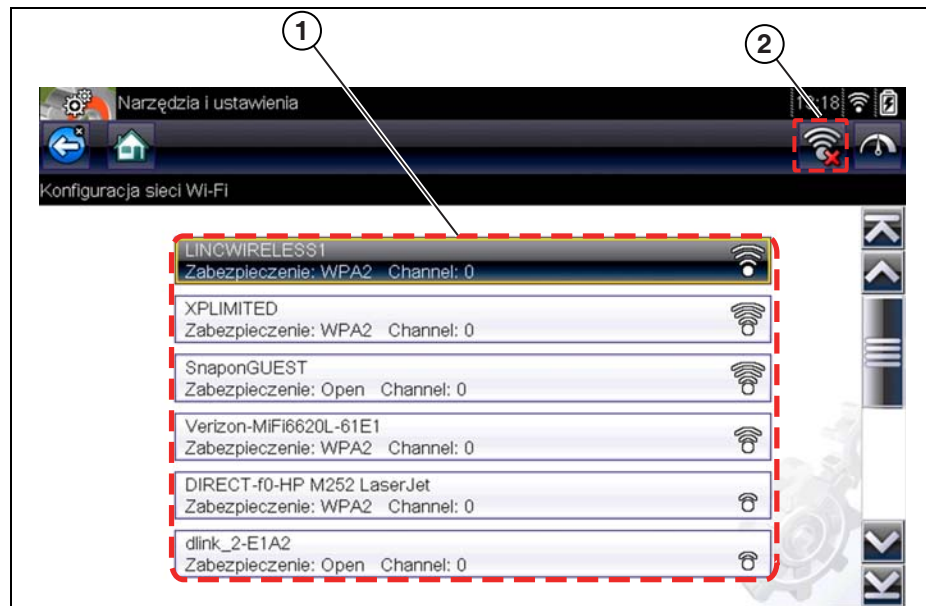 1
2
Narzędzia i ustawienia
Konfiguracja sieci Wi-Fi
LINCWIRELESS1
Zabezpieczenie: WPA2 Channel: 0
XPLIMITED
Zabezpieczenie: WPA2 Channel: 0
SnaponGUEST
Zabezpieczenie: Open Channel: 0
Verizon-MiFi6620L-61E1
Zabezpieczenie: WPA2 Channel: 0
DIRECT-f0-HP M252 LaserJet
Zabezpieczenie: WPA2 Channel: 0
dlink_2-E1A2
Zabezpieczenie: Open Channel: 0